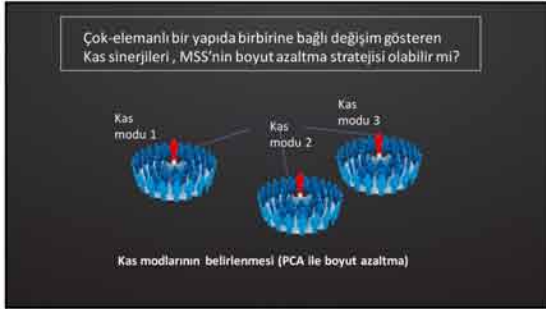 Çok-elemanlı bir yapıda birbirine bağlı değişim gösteren
Kas sinerjileri , MSS'nin boyut azaltma stratejisi olabilir mi?
Kas
modu 1
Kas
modu 2
Kas
modu 3
Kas modlarının belirlenmesi (PCA ile boyut azaltma)